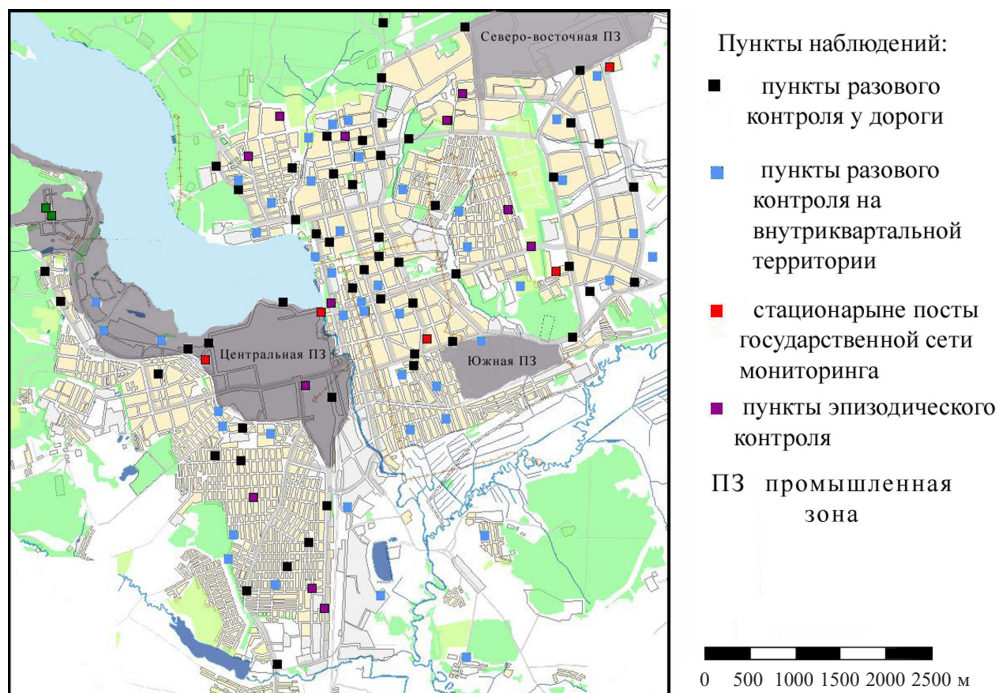 Северо-восточная ПЗ
Центральная ПЗ
Южная ПЗ
Пункты наблюдений:
пункты разового
контроля у дороги
пункты разового
контроля на
внутриквартальной
территории
стационарыне посты
государственной сети
мониторинга
пункты эпизодического
контроля
ПЗ промышленная
зона
0 500 1000 1500 2000 2500 м